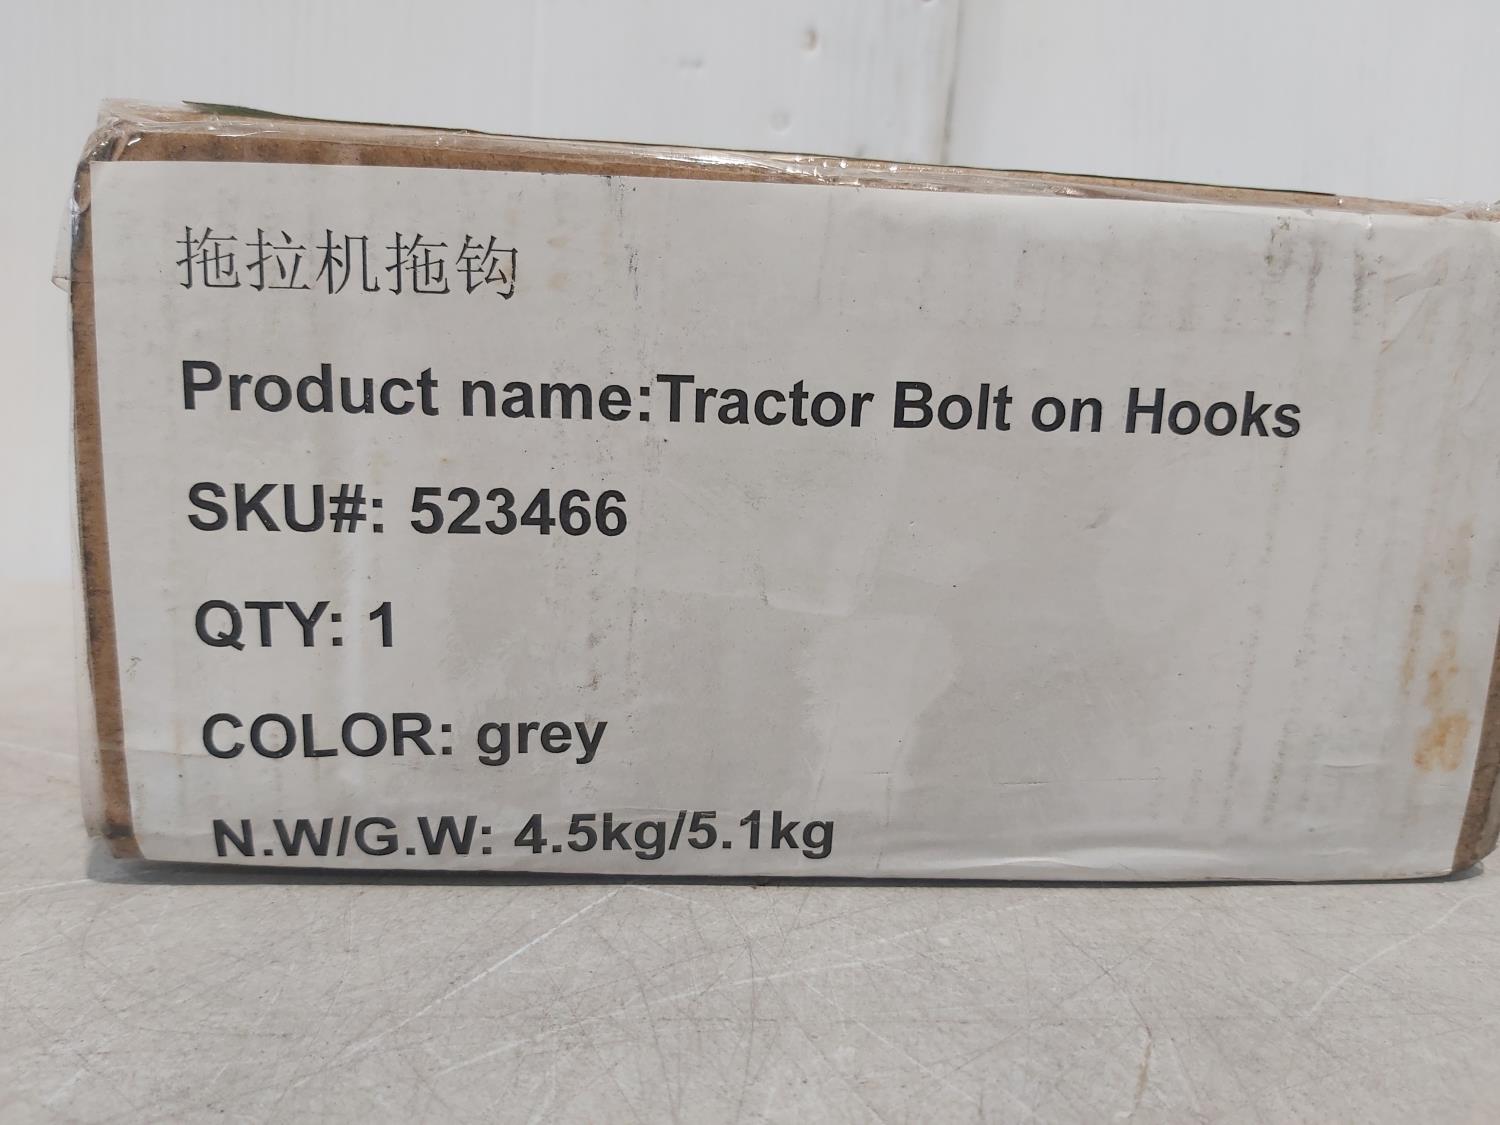 拖拉机拖钩
Product name:Tractor Bolt on Hooks
SKU#: 523466
QTY: 1
COLOR: grey
N.W/G.W: 4.5kg/5.1kg